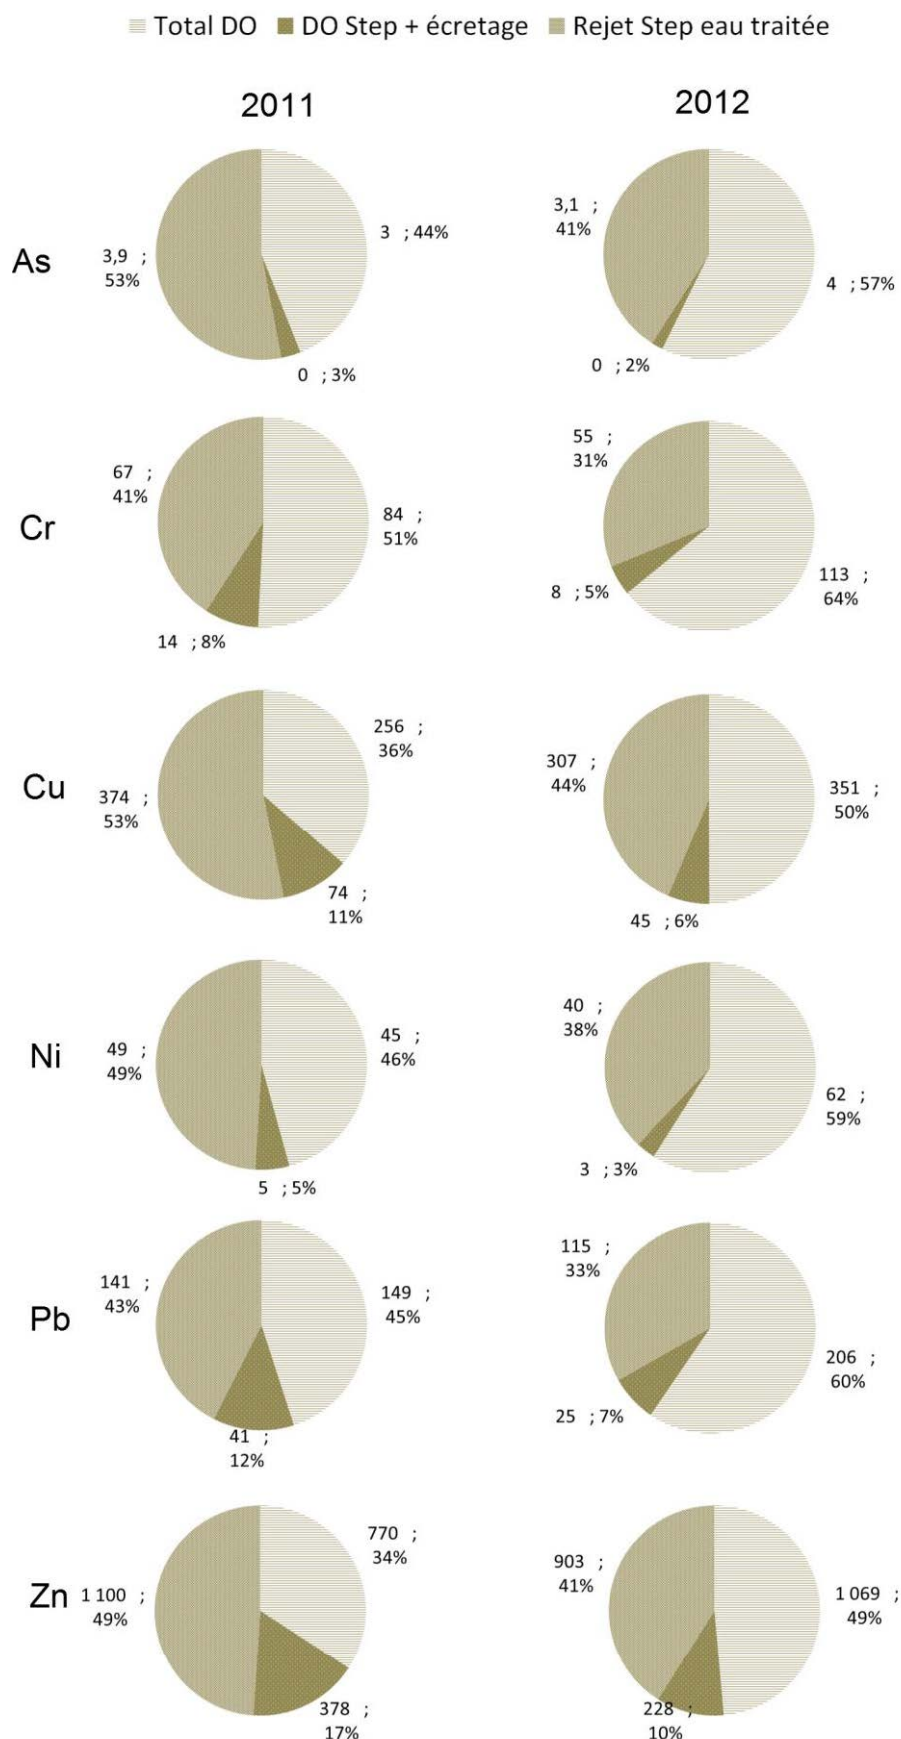 Total DO DO Step + écretage Rejet Step eau traitée
2011 2012
As
3,9 ;
53%
3 ; 44%
0 ; 3%
3,1 ;
41%
4 ; 57%
0 ; 2%
Cr
67 ;
41%
84 ;
51%
14 ; 8%
55 ;
31%
113 ;
64%
8 ; 5%
Cu
374 ;
53%
256 ;
36%
74 ;
11%
307 ;
44%
351 ;
50%
45 ; 6%
Ni
49 ;
49%
45 ;
46%
5 ; 5%
40 ;
38%
62 ;
59%
3 ; 3%
Pb
141 ;
43%
149 ;
45%
41 ;
12%
115 ;
33%
206 ;
60%
25 ; 7%
Zn
1 100 ;
49%
770 ;
34%
378 ;
17%
903 ;
41%
1 069 ;
49%
228 ;
10%